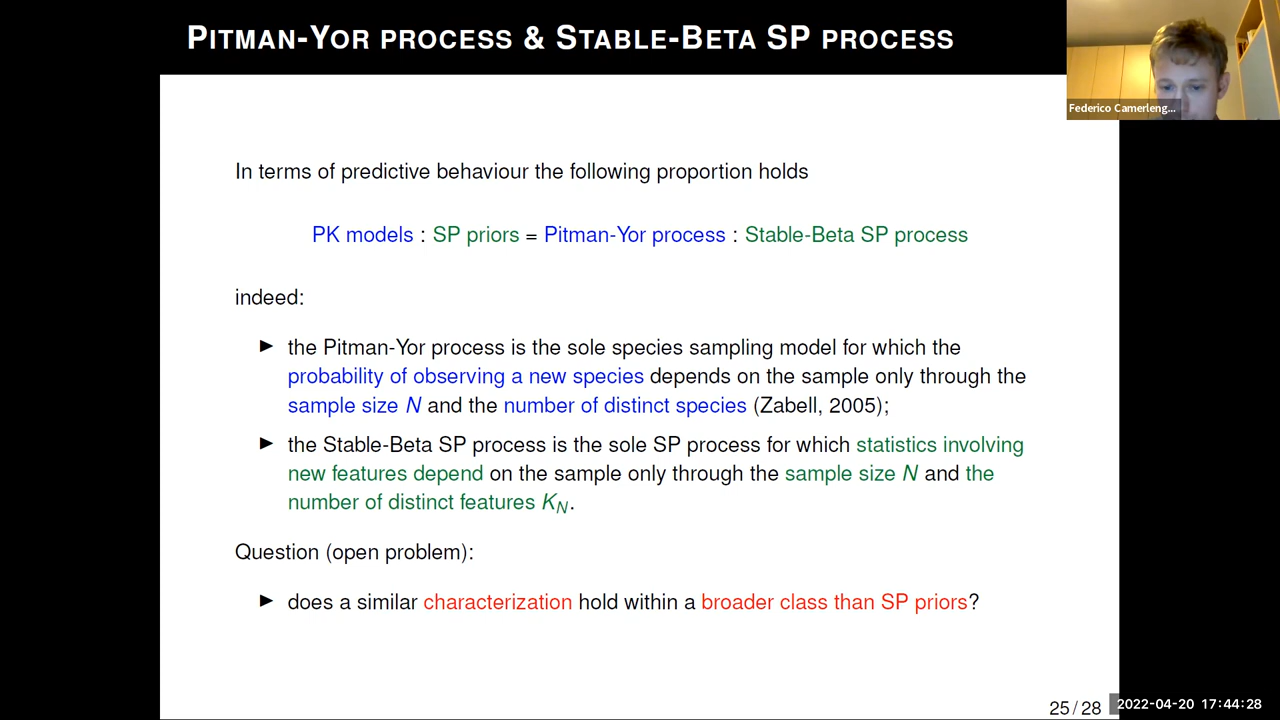 PITMAN-YOR PROCESS & STABLE-BETA SP PROCESS
Federico Camerleng...
In terms of predictive behaviour the following proportion holds
PK models : SP priors = Pitman-Yor process : Stable-Beta SP process
indeed:
► the Pitman-Yor process is the sole species sampling model for which the
probability of observing a new species depends on the sample only through the
sample size N and the number of distinct species (Zabell, 2005);
► the Stable-Beta SP process is the sole SP process for which statistics involving
new features depend on the sample only through the sample size N and the
number of distinct features K_N.
Question (open problem):
► does a similar characterization hold within a broader class than SP priors?
25 / 28
2022-04-20 17:44:28